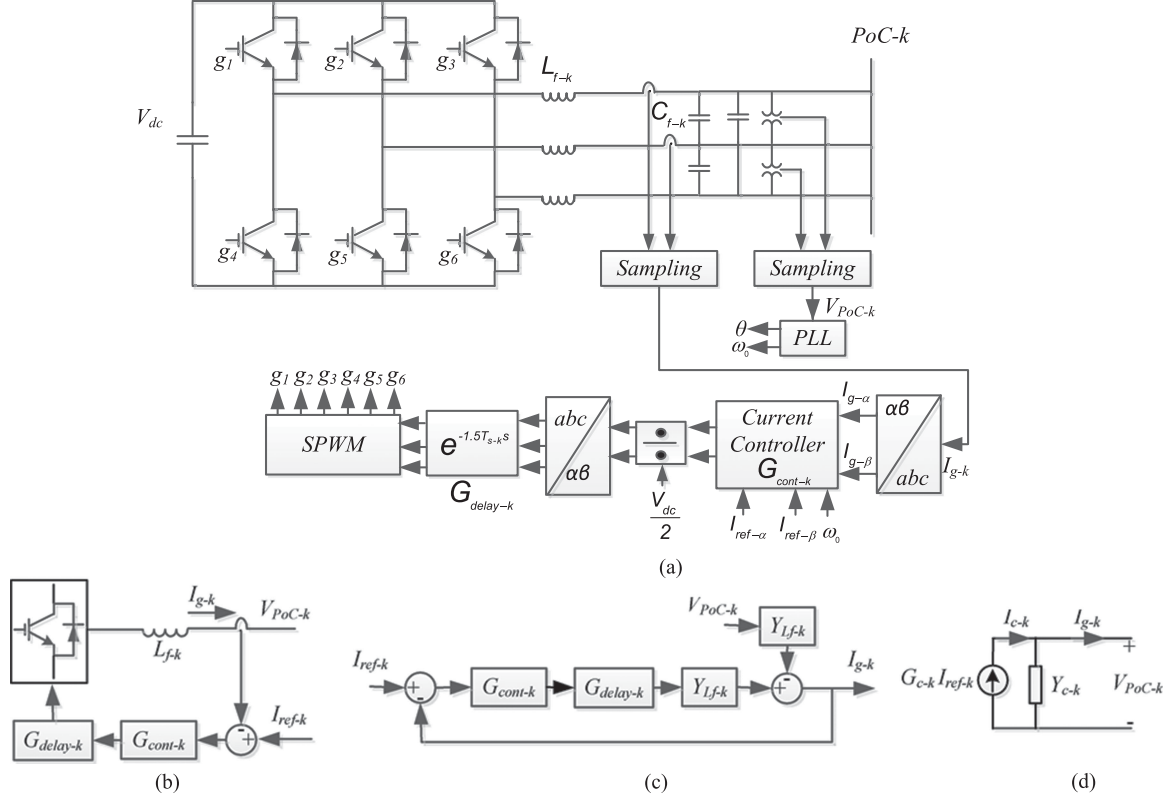 PoC-k
g1 g2 g3
L f-k
C f-k
Vdc
g4 g5 g6
Sampling Sampling
VPoC-k
θ
ω0
PLL
g1 g2 g3 g4 g5 g6
SPWM
e^-1.5Ts-ks
Gdelay-k
abc
αβ
Vdc
2
Current
Controller
Gcont-k
Ig-α
Ig-β
αβ
abc
Ig-k
Iref-α Iref-β ω0
(a)
Ig-k
VPoC-k
Lf-k
Iref-k
Gdelay-k Gcont-k
+
-
(b)
VPoC-k
YLf-k
Iref-k
+
-
Gcont-k Gdelay-k YLf-k
+
-
Ig-k
(c)
Ic-k Ig-k
+
Gc-k Iref-k
Yc-k
VPoC-k
-
(d)